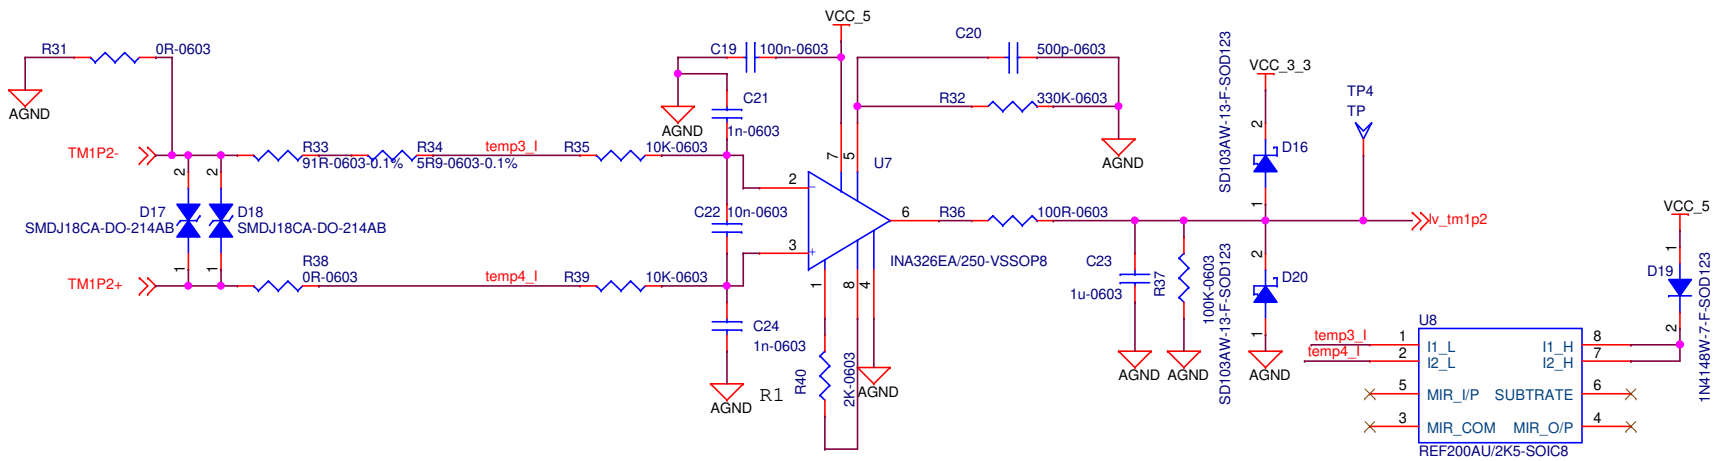 VCC_5
R31 0R-0603
AGND
C19 100n-0603
C20
500p-0603
C21
1n-0603
AGND
R32 330K-0603
AGND
VCC_3_3
SD103AW-13-F-SOD123
TP4
TP
TM1P2-
R33
91R-0603-0.1%
R34
5R9-0603-0.1%
temp3_I
R35 10K-0603
7
5
U7
2
1
D16
2
2
D17
SMDJ18CA-DO-214AB
D18
SMDJ18CA-DO-214AB
1
1
C22 10n-0603
2
3
6
R36 100R-0603
lv_tm1p2
TM1P2+
R38
0R-0603
temp4_I
R39 10K-0603
INA326EA/250-VSSOP8
1
8
4
C23
1u-0603
R37
100K-0603
SD103AW-13-F-SOD123
2
D20
1
AGND
AGND
AGND
C24
1n-0603
AGND
R1
R40
2K-0603
AGND
VCC_5
1
D19
2
1N4148W-7-F-SOD123
U8
temp3_I 1 I1_L I1_H 8
temp4_I 2 I2_L I2_H 7
5 MIR_I/P SUBTRATE 6
3 MIR_COM MIR_O/P 4
REF200AU/2K5-SOIC8